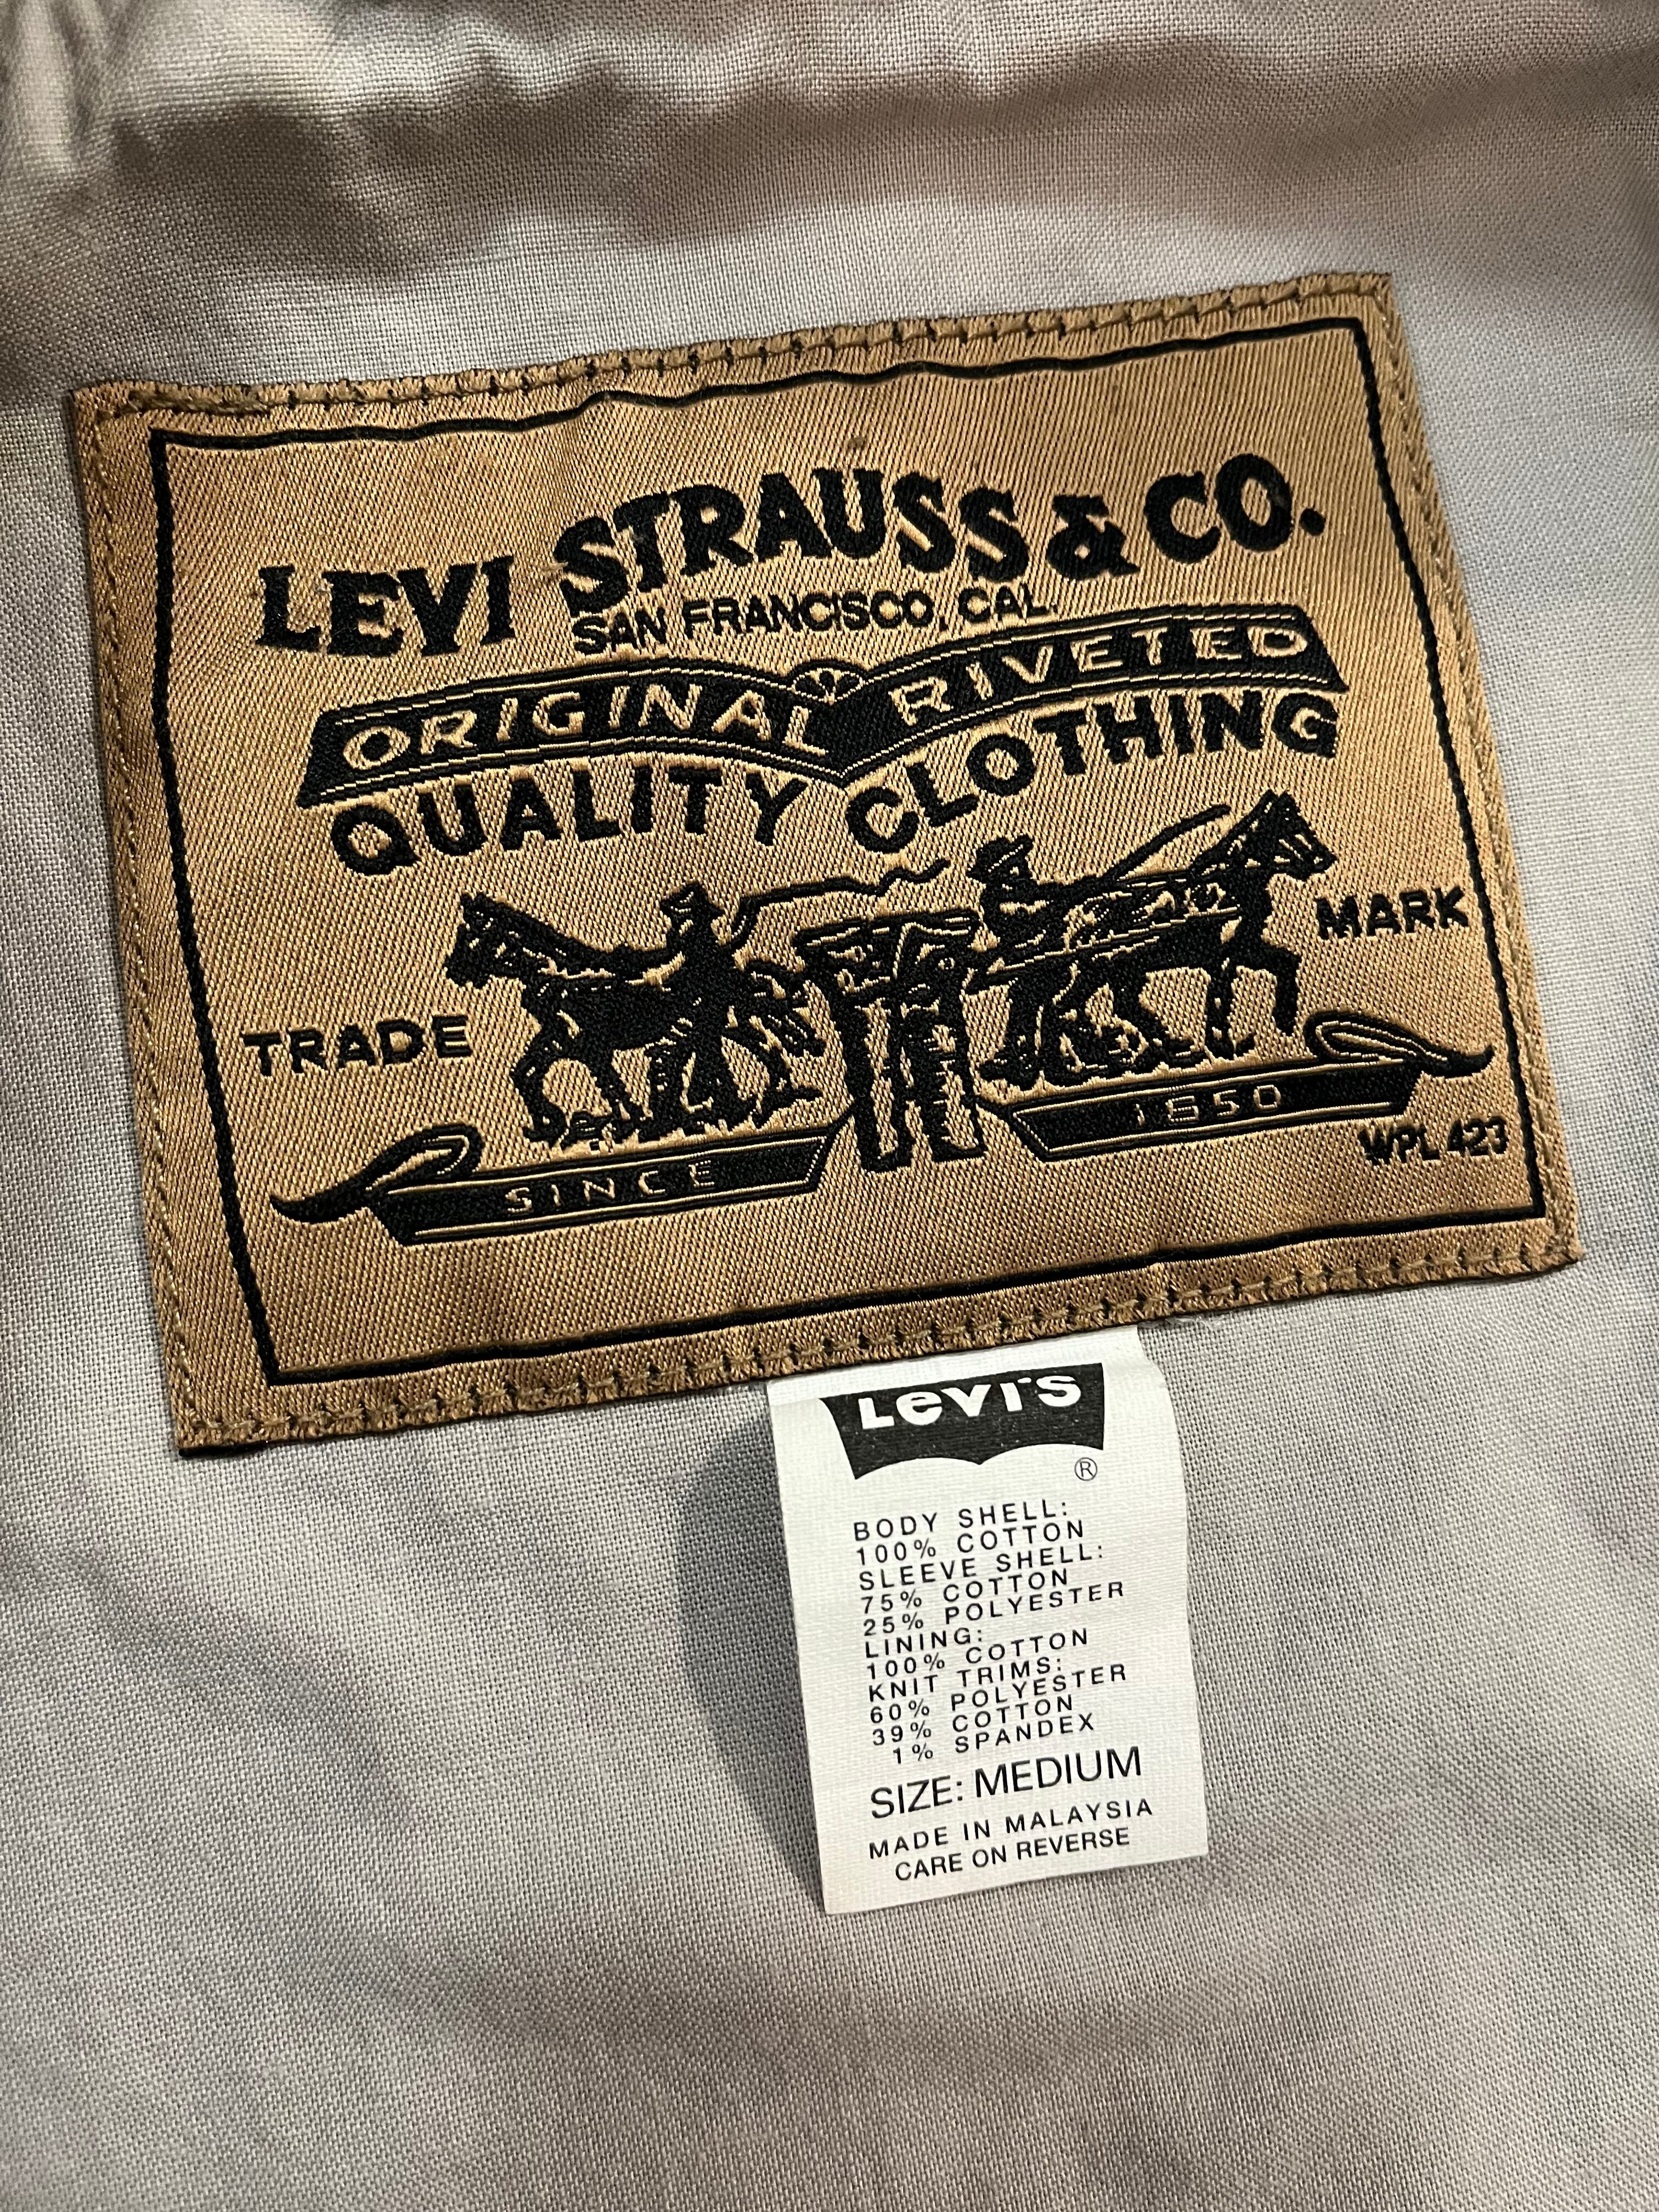 LEVI STRAUSS & CO.
SAN FRANCISCO, CAL.
ORIGINAL RIVETED
QUALITY CLOTHING
TRADE MARK
SINCE 1850
WPL 423
Levi's
®
BODY SHELL:
100% COTTON
SLEEVE SHELL:
75% COTTON
25% POLYESTER
LINING:
100% COTTON
KNIT TRIMS:
60% POLYESTER
39% COTTON
1% SPANDEX
SIZE: MEDIUM
MADE IN MALAYSIA
CARE ON REVERSE